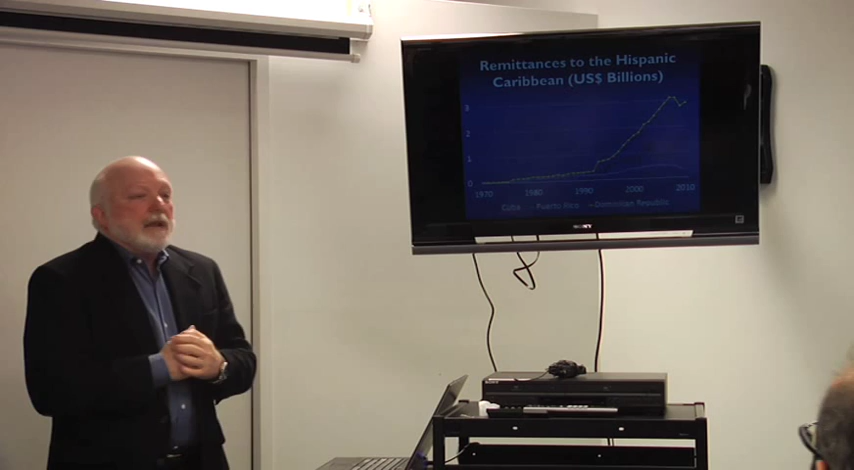 Remittances to the Hispanic
Caribbean (US$ Billions)
3
2
1
0
1970 1980 1990 2000 2010
Cuba Puerto Rico Dominican Republic
SONY